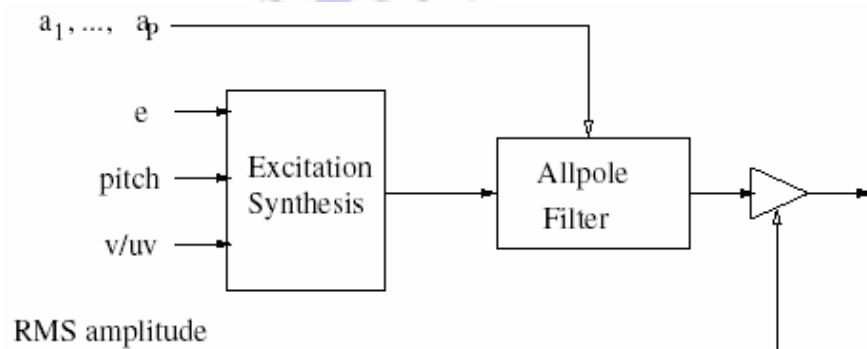 a1, ..., ap
e
pitch
v/uv
Excitation
Synthesis
Allpole
Filter
RMS amplitude